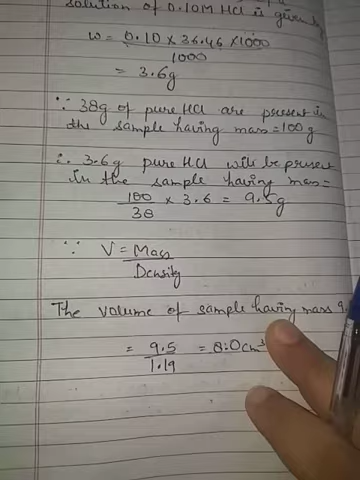 solution of 0.10M HCl is given by
w = 0.10 × 36.46 × 1000
1000
= 3.6g
∵ 38g of pure HCl are present in
the sample having mass = 100 g
∴ 3.6g pure HCl will be present
in the sample having mass =
100 × 3.6 = 9.5g
38
∵ V = Mass
Density
The volume of sample having mass 9.
= 9.5 = 8.0cm³
1.19